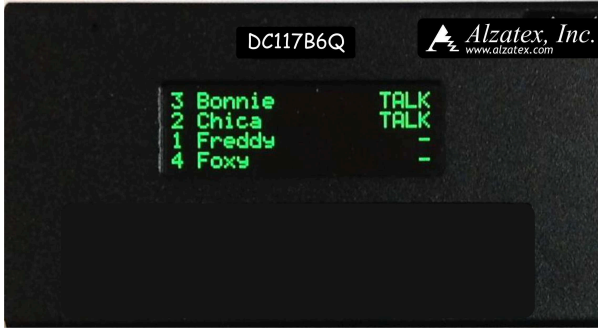 DC117B6Q
Alzatex, Inc.
www.alzatex.com
3 Bonnie TALK
2 Chica TALK
1 Freddy -
4 Foxy -